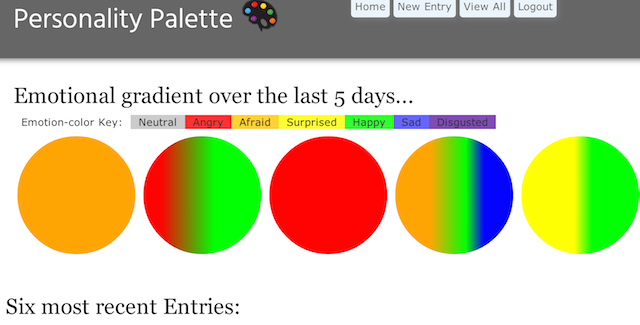 Personality Palette
Home New Entry View All Logout
Emotional gradient over the last 5 days...
Emotion-color Key: Neutral Angry Afraid Surprised Happy Sad Disgusted
Six most recent Entries: